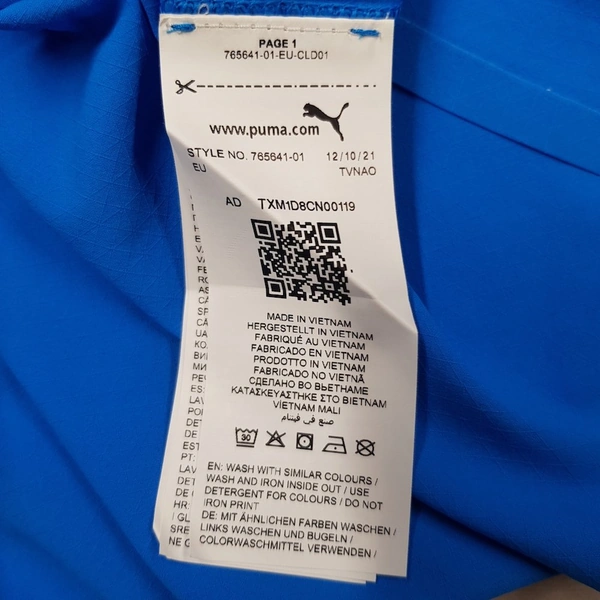 PAGE 1
765641-01-EU-CLD01
www.puma.com
STYLE NO. 765641-01 12/10/21
EU TVNAO
AD TXM1D8CN00119
MADE IN VIETNAM
HERGESTELLT IN VIETNAM
FABRIQUÉ AU VIETNAM
FABRICADO EN VIETNAM
PRODOTTO IN VIETNAM
FABRICADO NO VIETNÃ
СДЕЛАНО ВО ВЬЕТНАМЕ
ΚΑΤΑΣΚΕΥΑΣΤΗΚΕ ΣΤΟ ΒΙΕΤΝΑΜ
VİETNAM MALI
صنع في فيتنام
30
EN: WASH WITH SIMILAR COLOURS /
WASH AND IRON INSIDE OUT / USE
DETERGENT FOR COLOURS / DO NOT
IRON PRINT
DE: MIT ÄHNLICHEN FARBEN WASCHEN /
LINKS WASCHEN UND BÜGELN /
COLORWASCHMITTEL VERWENDEN /